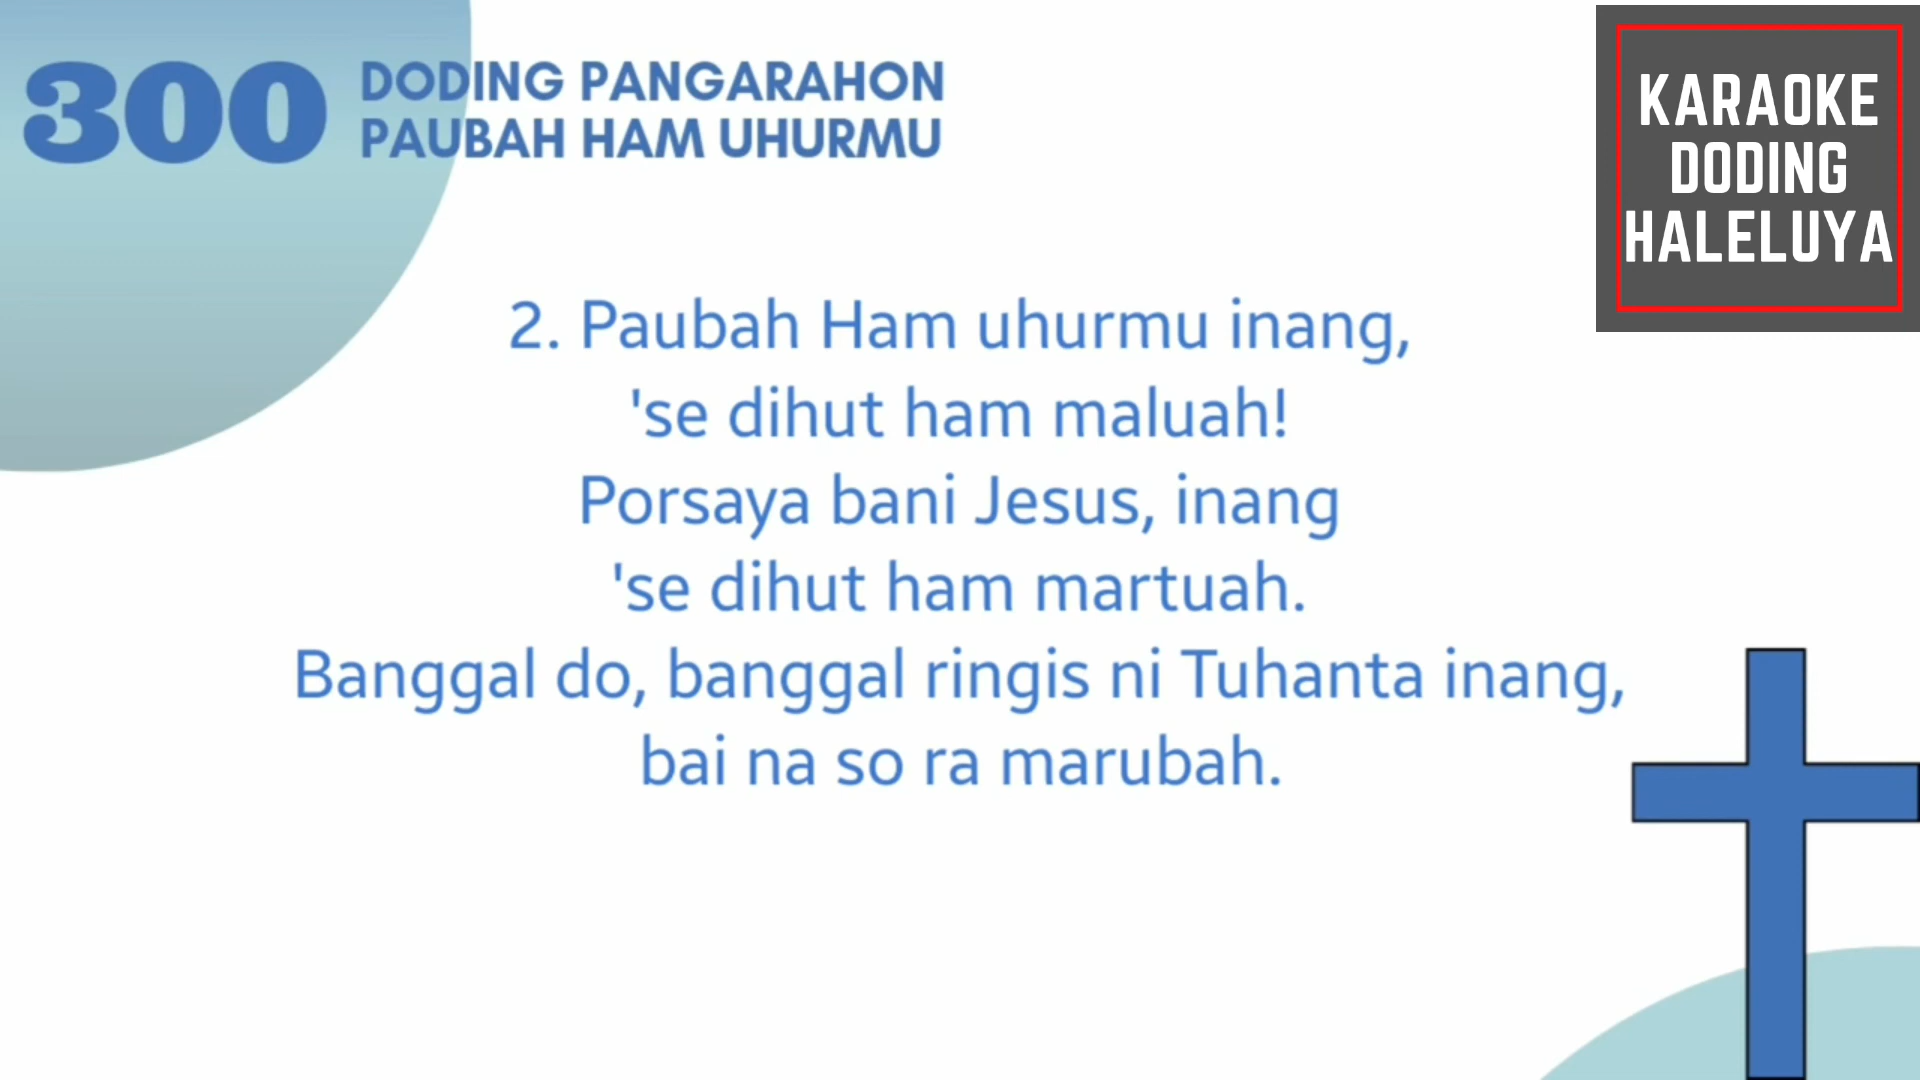 300
DODING PANGARAHON
PAUBAH HAM UHURMU
KARAOKE
DODING
HALELUYA
2. Paubah Ham uhurmu inang,
'se dihut ham maluah!
Porsaya bani Jesus, inang
'se dihut ham martuah.
Banggal do, banggal ringis ni Tuhanta inang,
bai na so ra marubah.